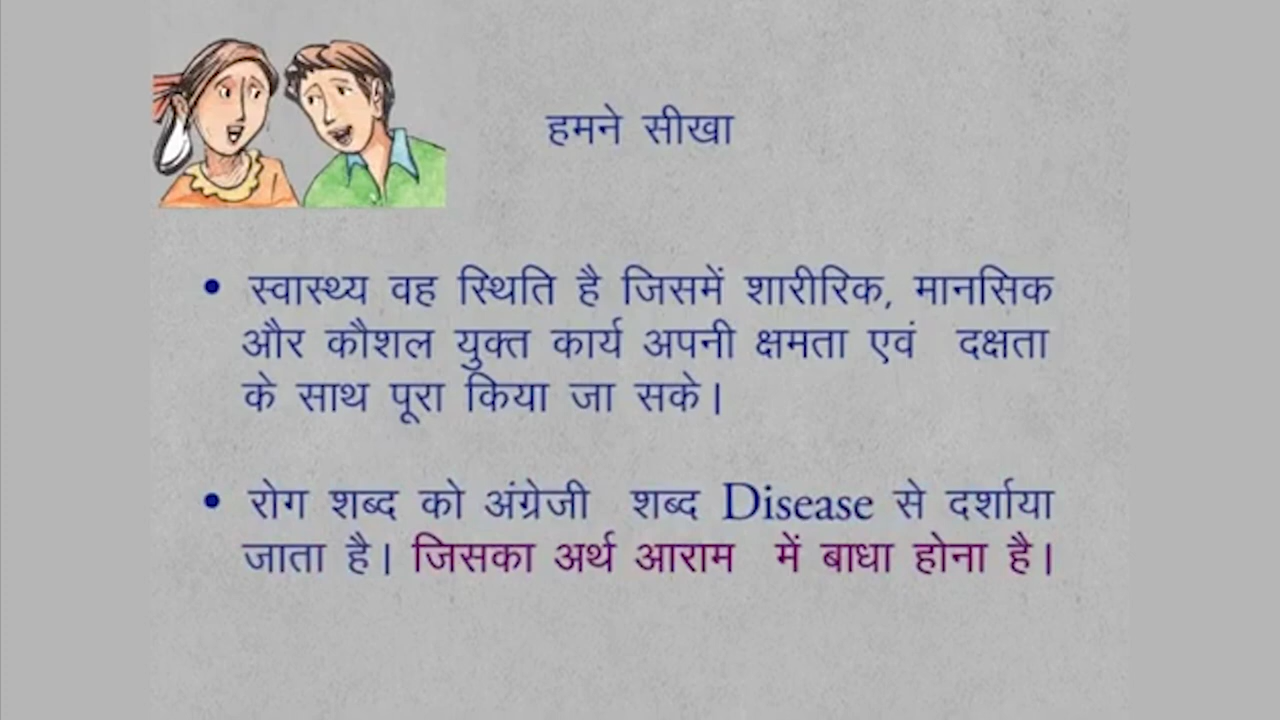 हमने सीखा
• स्वास्थ्य वह स्थिति है जिसमें शारीरिक, मानसिक
और कौशल युक्त कार्य अपनी क्षमता एवं दक्षता
के साथ पूरा किया जा सके।
• रोग शब्द को अंग्रेजी शब्द Disease से दर्शाया
जाता है। जिसका अर्थ आराम में बाधा होना है।